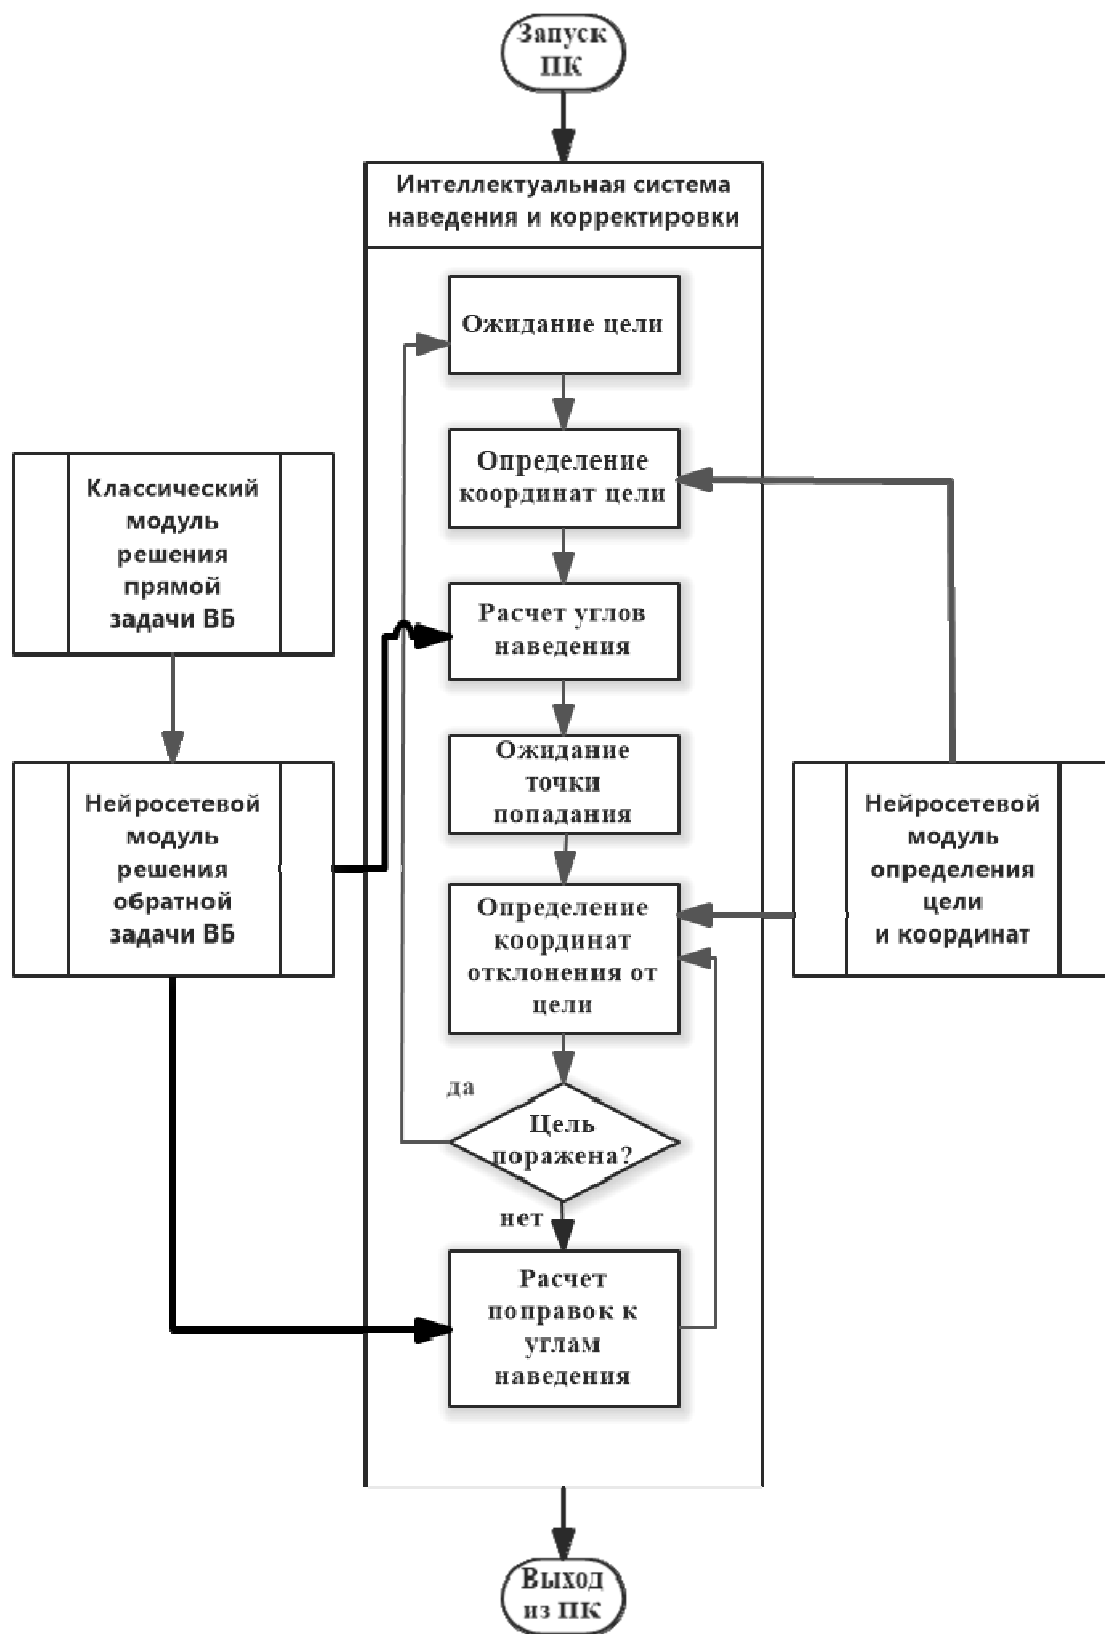 Запуск
ПК
Интеллектуальная система
наведения и корректировки
Ожидание цели
Определение
координат цели
Классический
модуль
решения
прямой
задачи ВБ
Расчет углов
наведения
Ожидание
точки
попадания
Нейросетевой
модуль
решения
обратной
задачи ВБ
Нейросетевой
модуль
определения
цели
и координат
Определение
координат
отклонения от
цели
да
Цель
поражена?
нет
Расчет
поправок к
углам
наведения
Выход
из ПК